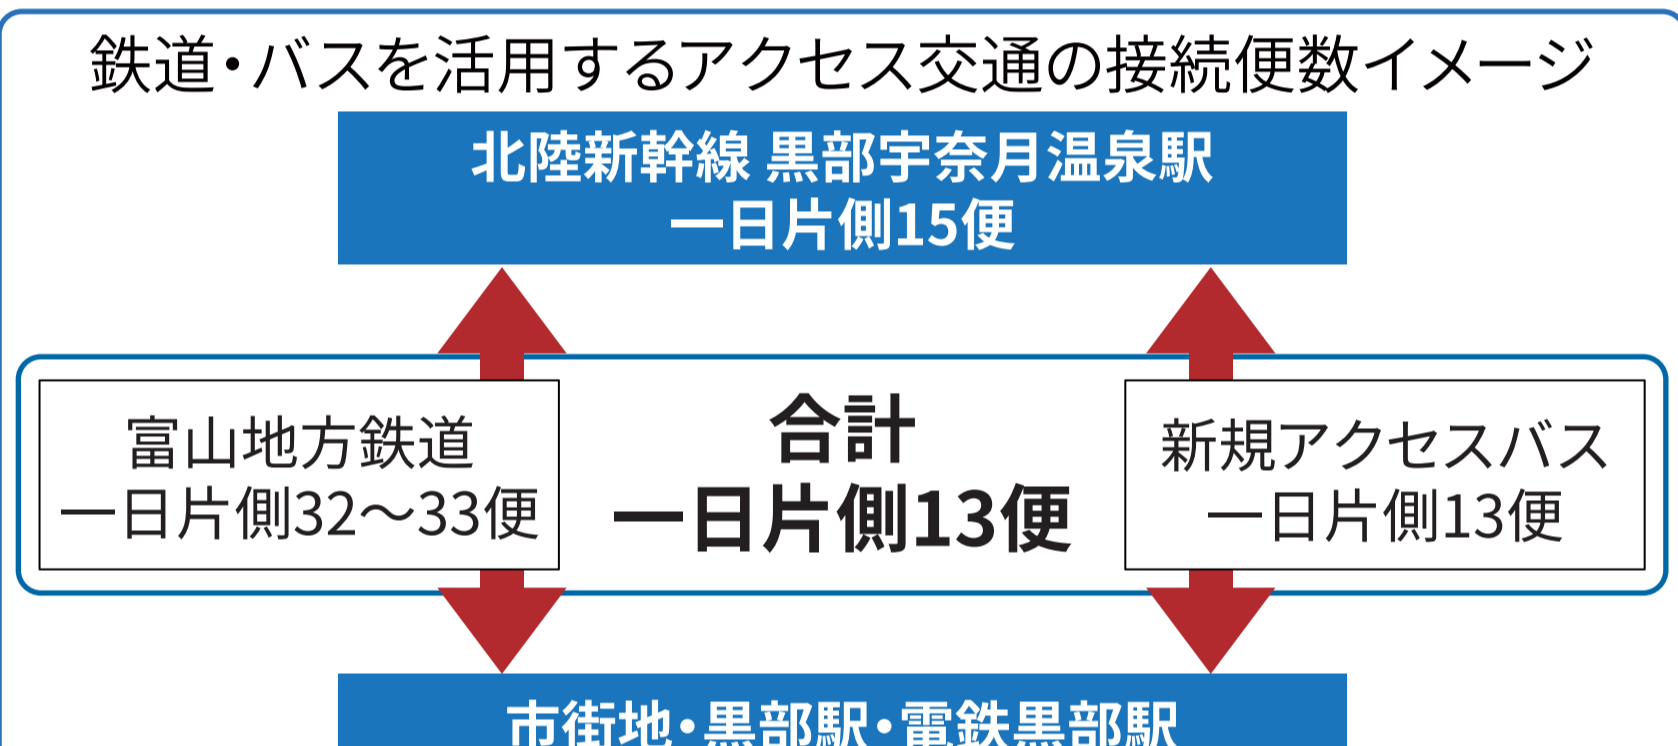 鉄道・バスを活用するアクセス交通の接続便数イメージ
北陸新幹線 黒部宇奈月温泉駅
一日片側15便
富山地方鉄道
一日片側32～33便
合計
一日片側13便
新規アクセスバス
一日片側13便
市街地・黒部駅・電鉄黒部駅